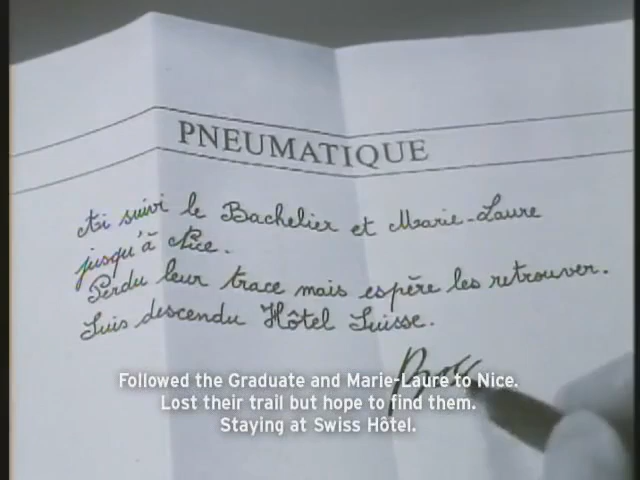 PNEUMATIQUE
Ai suivi le Bachelier et Marie-Laure
jusqu'à Nice.
Perdu leur trace mais espère les retrouver.
Suis descendu Hôtel Suisse.
Followed the Graduate and Marie-Laure to Nice.
Lost their trail but hope to find them.
Staying at Swiss Hôtel.